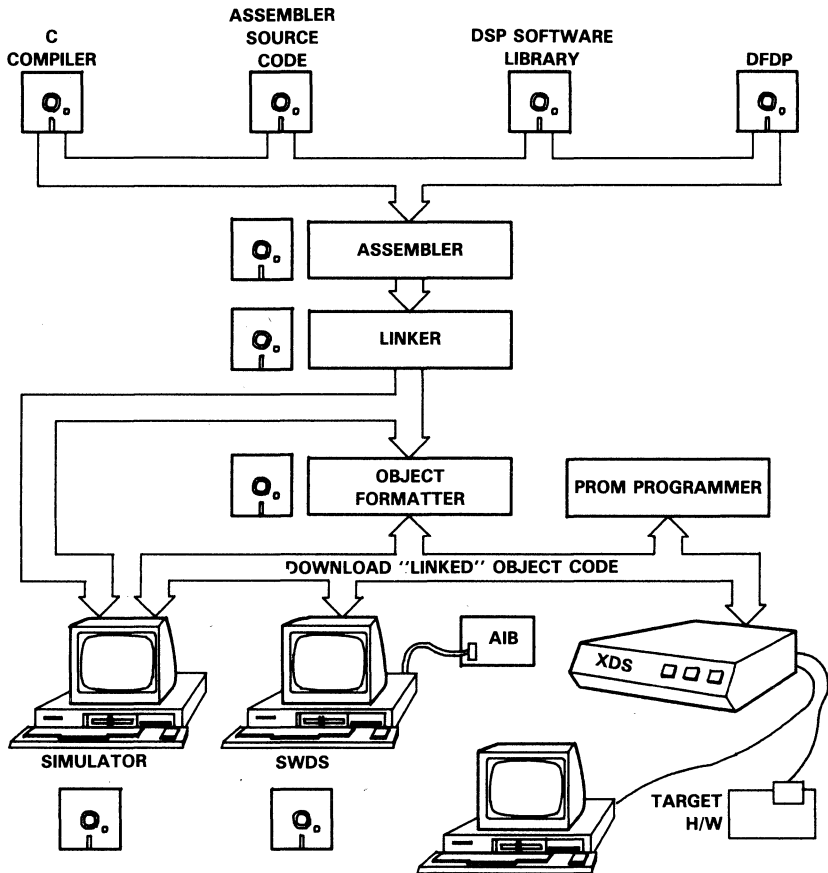 C
COMPILER
ASSEMBLER
SOURCE
CODE
DSP SOFTWARE
LIBRARY
DFDP
ASSEMBLER
LINKER
OBJECT
FORMATTER
PROM PROGRAMMER
DOWNLOAD "LINKED" OBJECT CODE
AIB
XDS
SIMULATOR
SWDS
TARGET
H/W